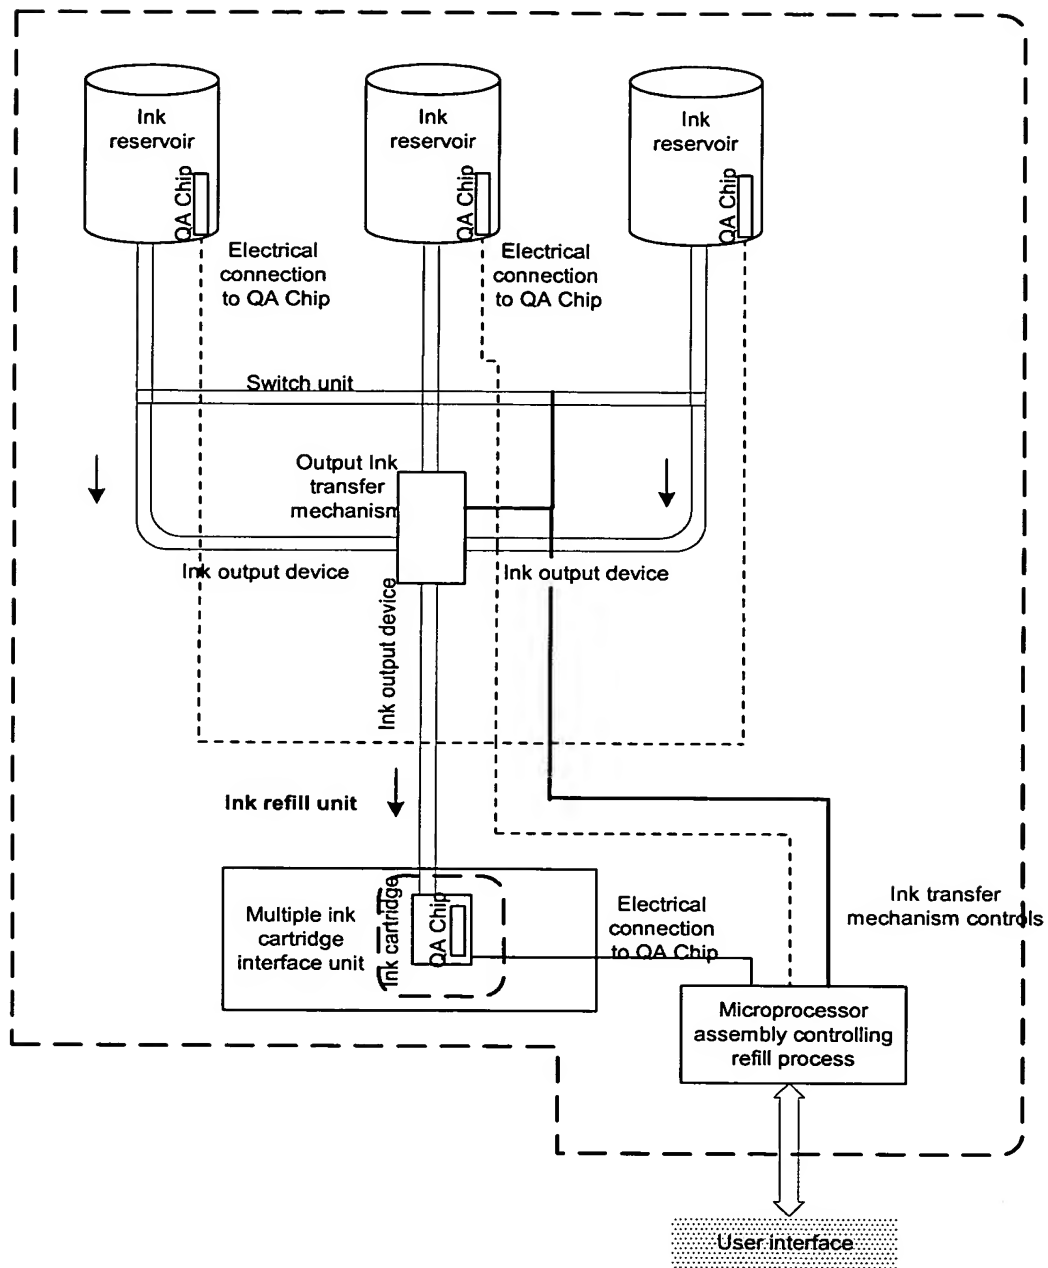 Ink
reservoir
QA Chip
Ink
reservoir
QA Chip
Ink
reservoir
QA Chip
Electrical
connection
to QA Chip
Electrical
connection
to QA Chip
Switch unit
Output Ink
transfer
mechanism
Ink output device
Ink output device
Ink output device
Ink refill unit
Multiple ink
cartridge
interface unit
Ink cartridge
QA Chip
Electrical
connection
to QA Chip
Ink transfer
mechanism controls
Microprocessor
assembly controlling
refill process
User interface